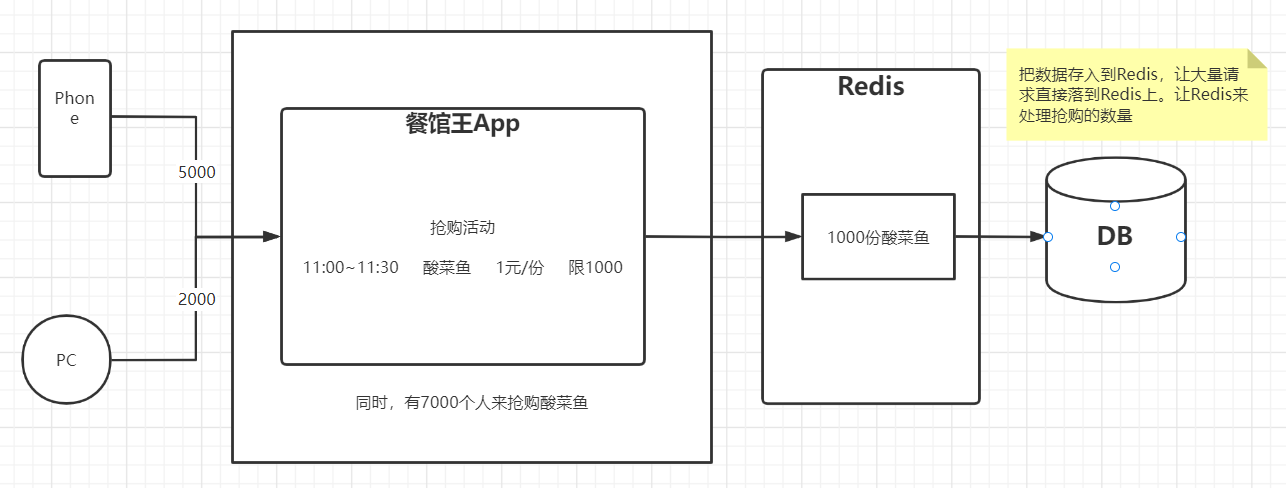 Phon
e
5000
2000
PC
餐馆王App
抢购活动
11:00~11:30 酸菜鱼 1元/份 限1000
同时，有7000个人来抢购酸菜鱼
Redis
1000份酸菜鱼
把数据存入到Redis，让大量请
求直接落到Redis上。让Redis来
处理抢购的数量
DB